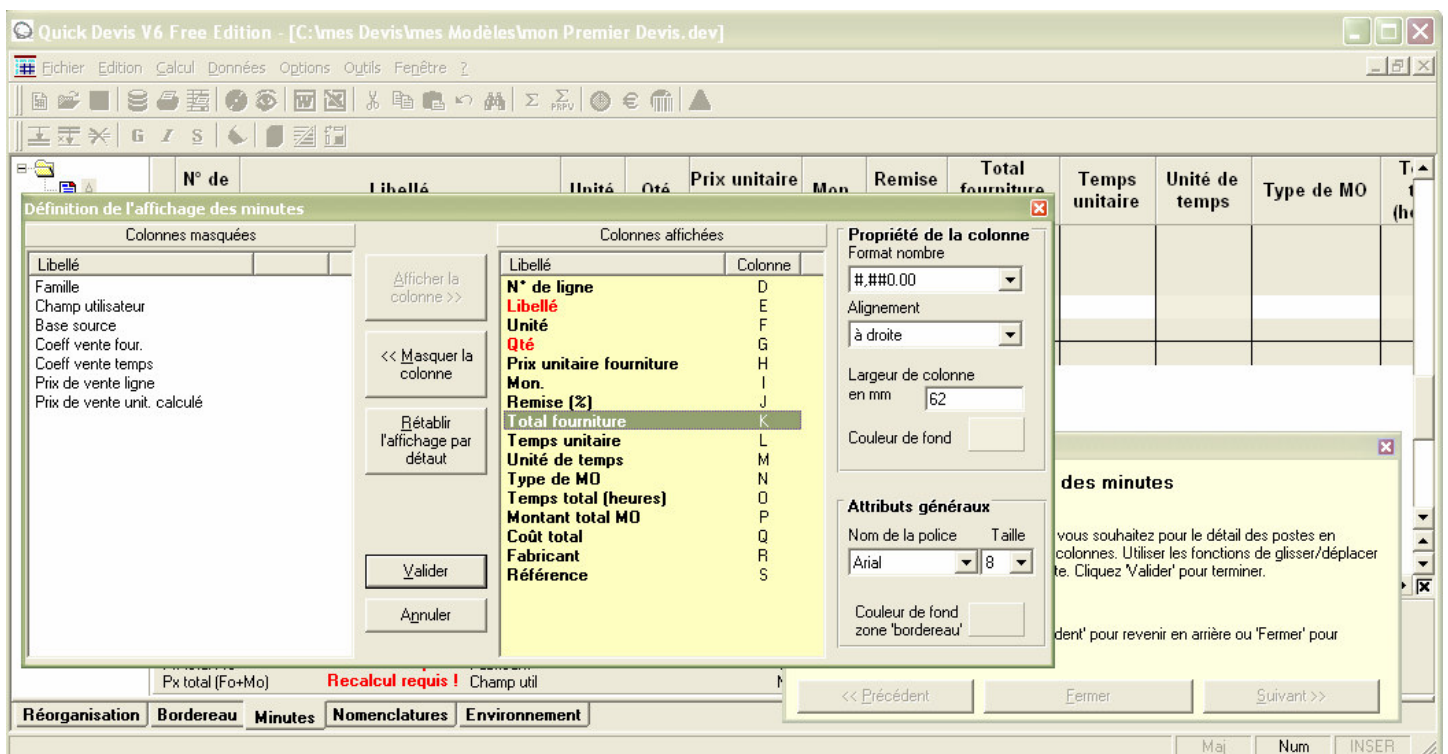 Quick Devis V6 Free Edition - [C:\mes Devis\mes Modèles\mon Premier Devis.dev]
Fichier Edition Calcul Données Options Outils Fenêtre ?
G I S
N° de
Libellé
Unité
Qté
Prix unitaire
Mon.
Remise
Total
fourniture
Temps
unitaire
Unité de
temps
Type de MO
Définition de l'affichage des minutes
Colonnes masquées
Libellé
Famille
Champ utilisateur
Base source
Coeff vente four.
Coeff vente temps
Prix de vente ligne
Prix de vente unit. calculé
Afficher la
colonne >>
<< Masquer la
colonne
Rétablir
l'affichage par
détaut
Valider
Annuler
Colonnes affichées
Libellé Colonne
N° de ligne D
Libellé E
Unité F
Qté G
Prix unitaire fourniture H
Mon. I
Remise (%) J
Total fourniture K
Temps unitaire L
Unité de temps M
Type de MO N
Temps total (heures) O
Montant total MO P
Coût total Q
Fabricant R
Référence S
Propriété de la colonne
Format nombre
#,##0.00
Alignement
à droite
Largeur de colonne
en mm 62
Couleur de fond
Attributs généraux
Nom de la police Taille
Arial 8
Couleur de fond
zone 'bordereau'
des minutes
vous souhaitez pour le détail des postes en
colonnes. Utiliser les fonctions de glisser/déplacer
te. Cliquez 'Valider' pour terminer.
dent' pour revenir en arrière ou 'Fermer' pour
<< Précédent Fermer Suivant >>
Px total (Fo+Mo) Recalcul requis ! Champ util
Réorganisation Bordereau Minutes Nomenclatures Environnement
Maj Num INSER